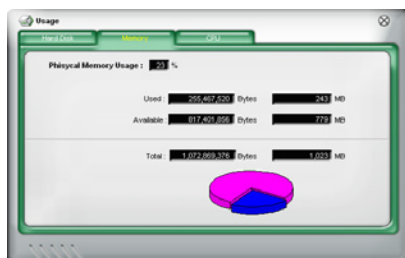 Usage
Hard Disk Memory CPU
Phisycal Memory Usage : 23 %
Used : 255,467,520 Bytes 243 MB
Available : 817,401,856 Bytes 779 MB
Total : 1,072,869,376 Bytes 1,023 MB